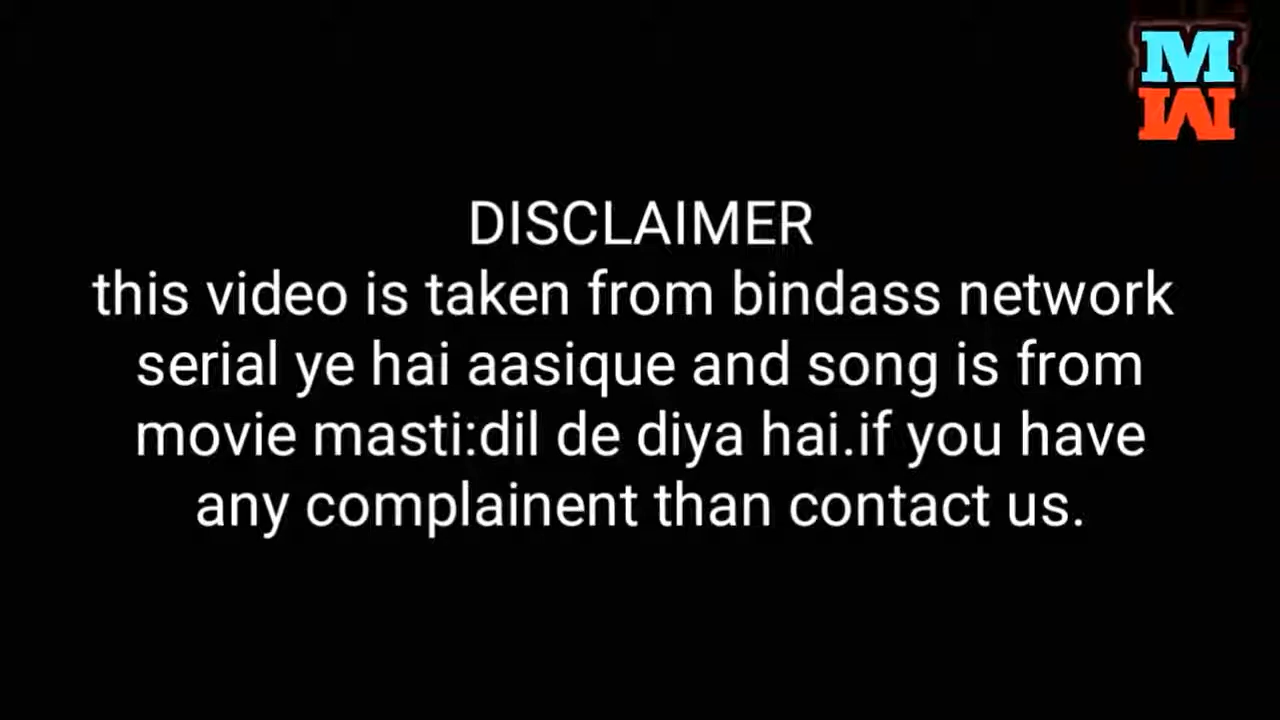 M
M
DISCLAIMER
this video is taken from bindass network
serial ye hai aasique and song is from
movie masti:dil de diya hai.if you have
any complainent than contact us.